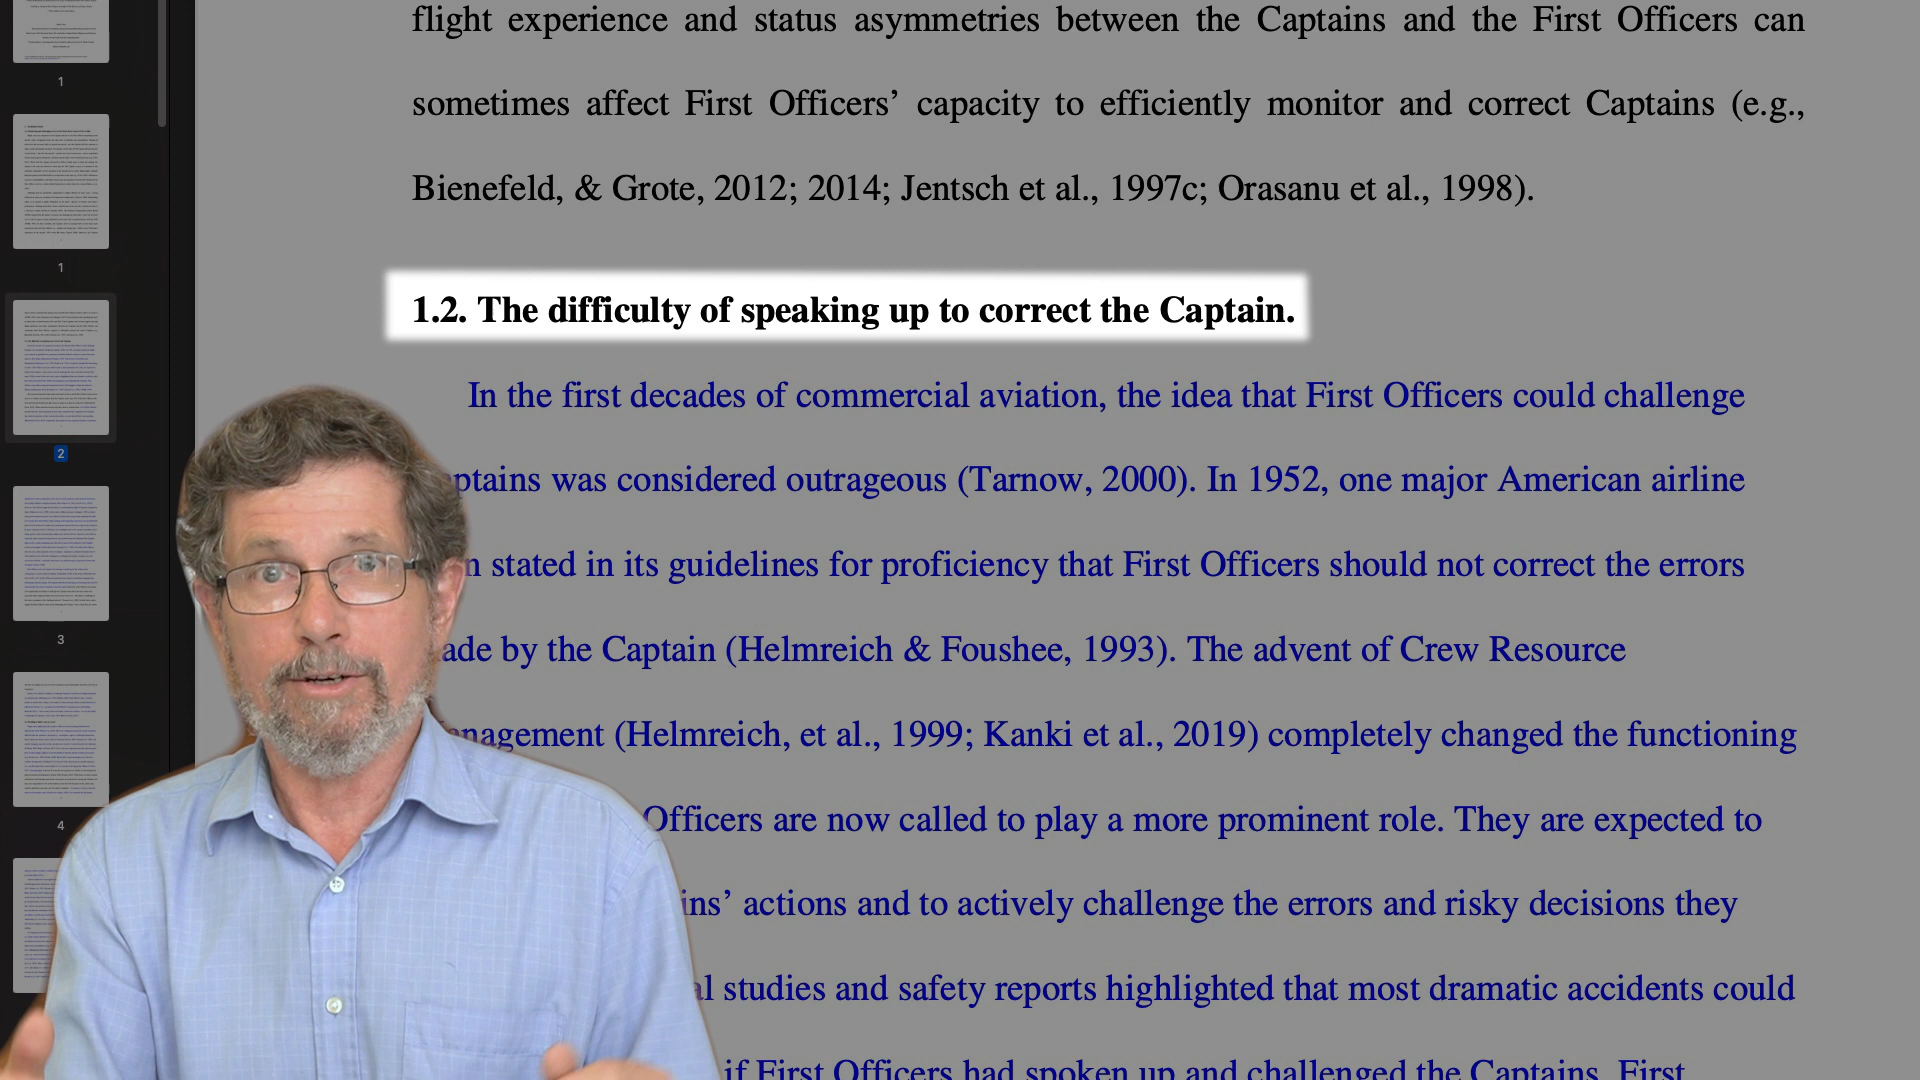 flight experience and status asymmetries between the Captains and the First Officers can
sometimes affect First Officers’ capacity to efficiently monitor and correct Captains (e.g.,
Bienefeld, & Grote, 2012; 2014; Jentsch et al., 1997c; Orasanu et al., 1998).
1.2. The difficulty of speaking up to correct the Captain.
In the first decades of commercial aviation, the idea that First Officers could challenge
ptains was considered outrageous (Tarnow, 2000). In 1952, one major American airline
n stated in its guidelines for proficiency that First Officers should not correct the errors
ade by the Captain (Helmreich & Foushee, 1993). The advent of Crew Resource
nagement (Helmreich, et al., 1999; Kanki et al., 2019) completely changed the functioning
Officers are now called to play a more prominent role. They are expected to
ins’ actions and to actively challenge the errors and risky decisions they
al studies and safety reports highlighted that most dramatic accidents could
if First Officers had spoken up and challenged the Captains. First
1
1
2
3
4